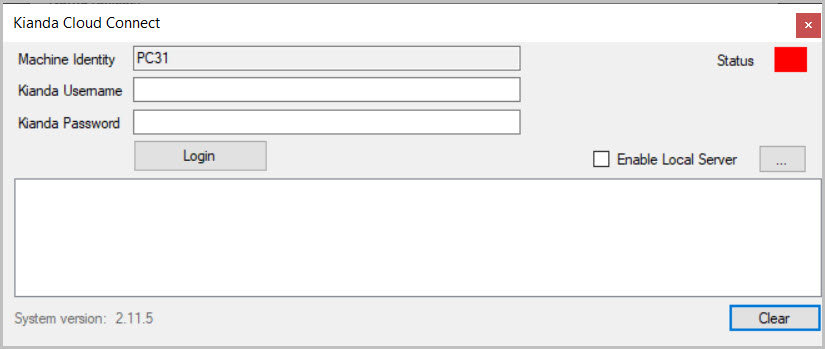 Kianda Cloud Connect
Machine Identity PC31 Status
Kianda Username
Kianda Password
Login Enable Local Server ...
System version: 2.11.5 Clear